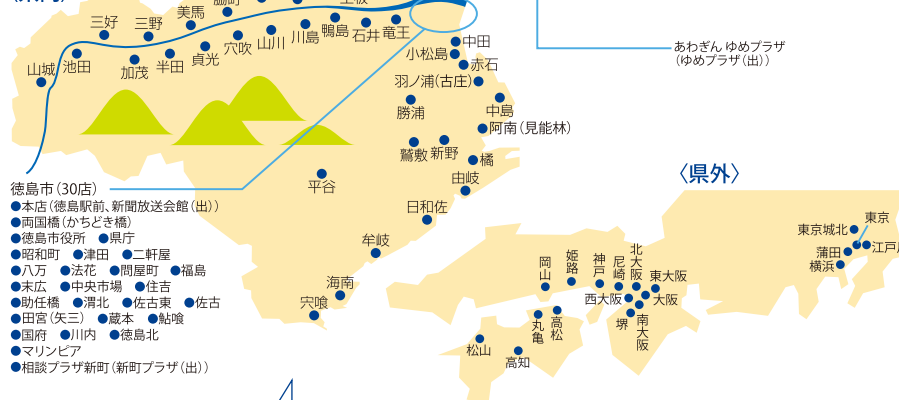 美馬
三好
三野
穴吹
山川
川島
鴨島
石井
竜王
貞光
半田
加茂
池田
山城
中田
小松島
赤石
羽ノ浦(古庄)
勝浦
中島
阿南(見能林)
鷲敷
新野
橘
由岐
平谷
日和佐
牟岐
海南
穴喰
あわぎん ゆめプラザ
(ゆめプラザ(出))
徳島市(30店)
●本店(徳島駅前、新聞放送会館(出))
●両国橋(かちどき橋)
●徳島市役所 ●県庁
●昭和町 ●津田 ●二軒屋
●八万 ●法花 ●問屋町 ●福島
●末広 ●中央市場 ●住吉
●助任橋 ●渭北 ●佐古東 ●佐古
●田宮(矢三) ●蔵本 ●鮎喰
●国府 ●川内 ●徳島北
●マリンピア
●相談プラザ新町(新町プラザ(出))
〈県外〉
東京
東京城北
蒲田
横浜
岡山
姫路
神戸
尼崎
北大阪
東大阪
西大阪
大阪
堺
南大阪
丸亀
高松
松山
高知